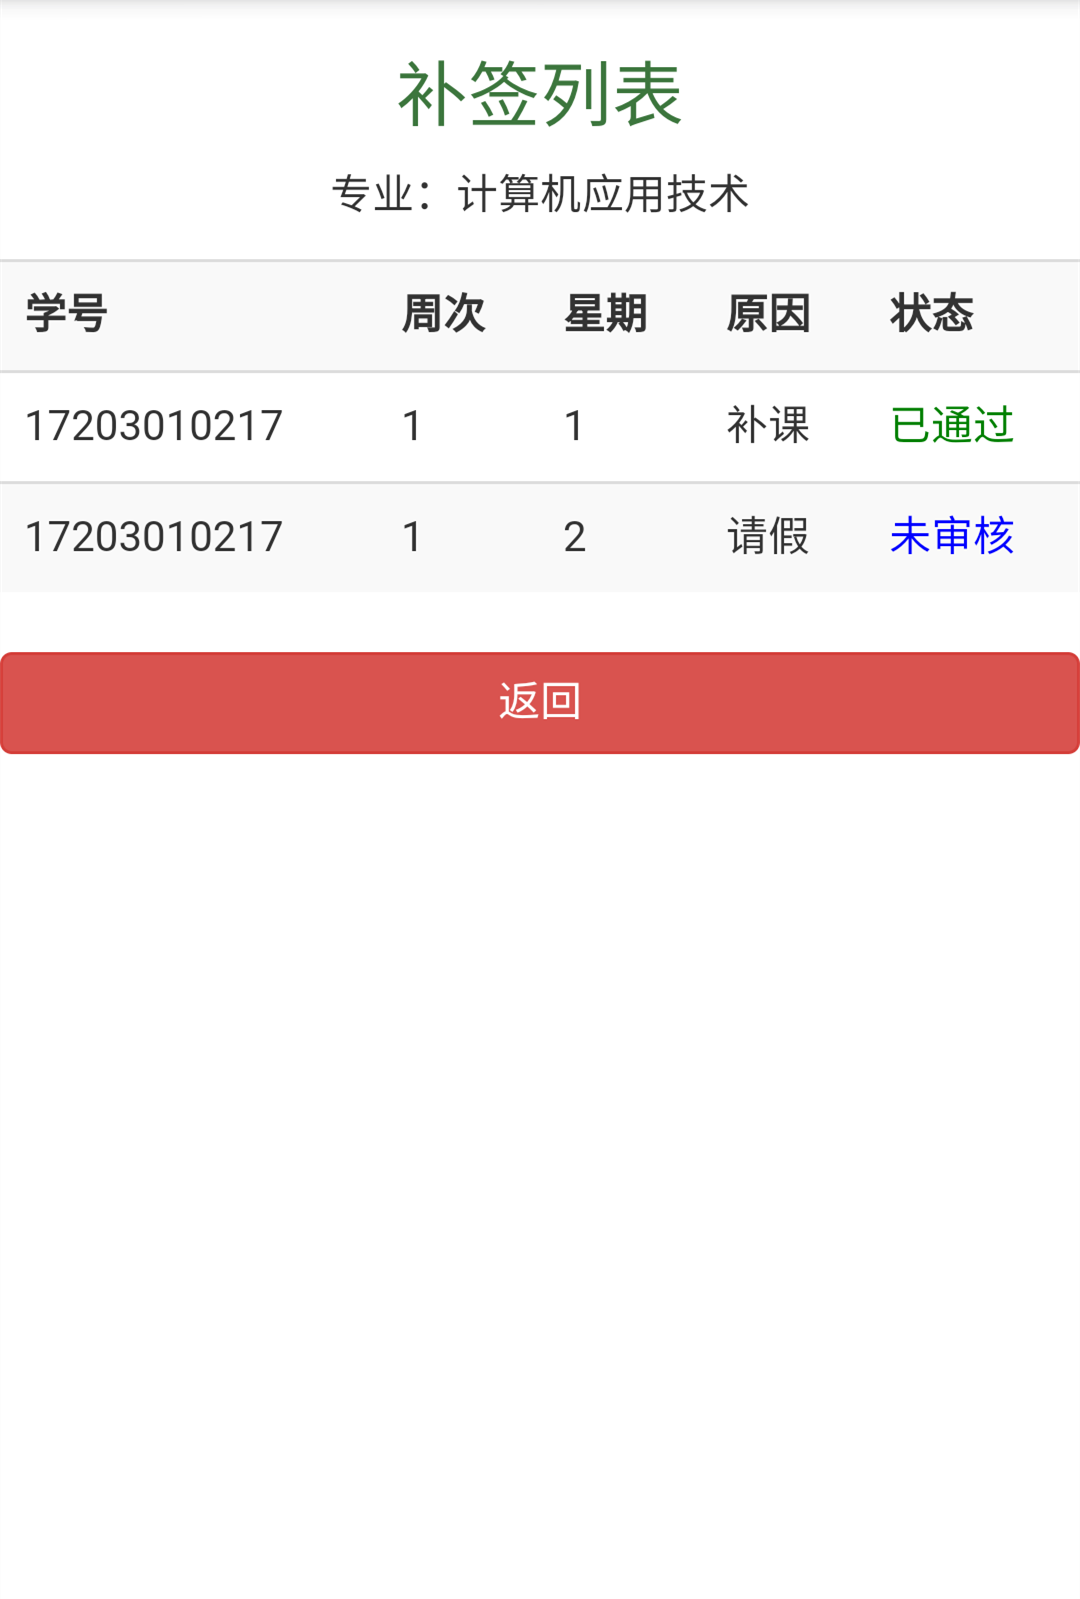 补签列表
专业：计算机应用技术
学号 周次 星期 原因 状态
17203010217 1 1 补课 已通过
17203010217 1 2 请假 未审核
返回